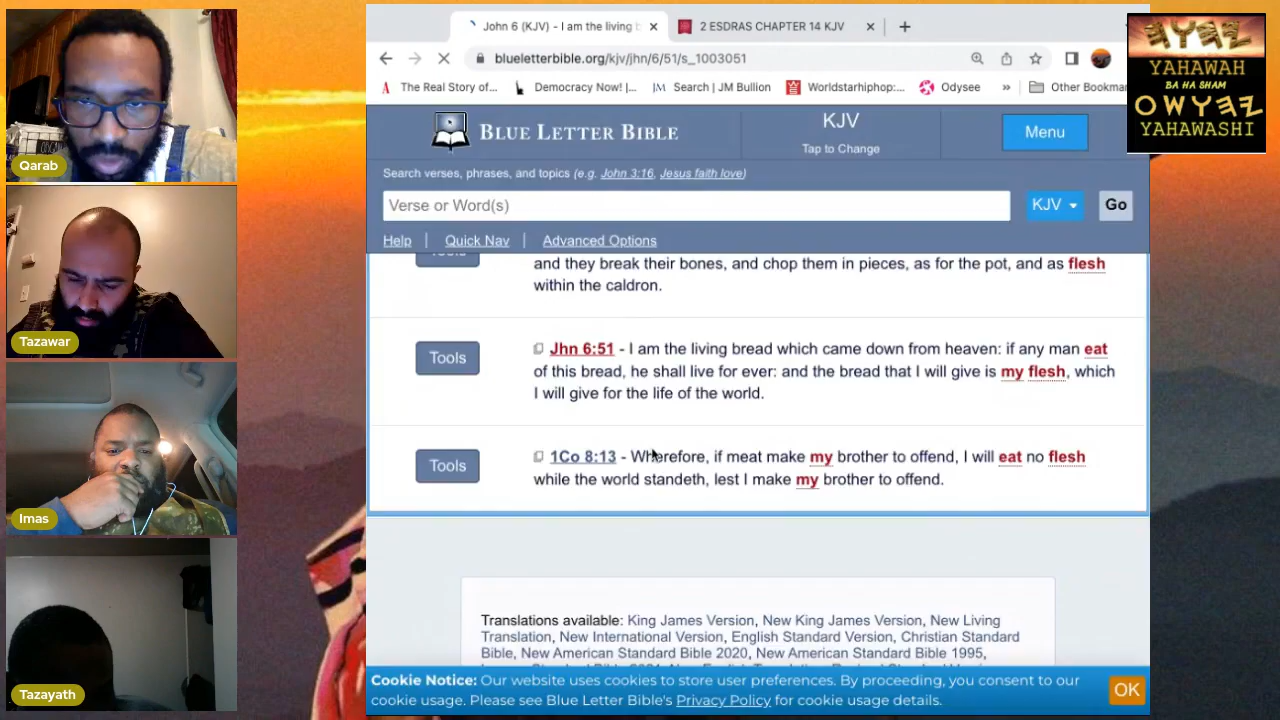 Qarab
Tazawar
Imas
Tazayath
John 6 (KJV) - I am the living
2 ESDRAS CHAPTER 14 KJV
blueletterbible.org/kjv/jhn/6/51/s_1003051
The Real Story of...
Democracy Now! |...
Search | JM Bullion
Worldstarhiphop:...
Odysee
»
Other Bookmar
BLUE LETTER BIBLE
KJV
Tap to Change
Menu
Search verses, phrases, and topics (e.g. John 3:16, Jesus faith love)
Verse or Word(s)
KJV
Go
Help | Quick Nav | Advanced Options
Tools
and they break their bones, and chop them in pieces, as for the pot, and as flesh
within the caldron.
Tools
Jhn 6:51 - I am the living bread which came down from heaven: if any man eat
of this bread, he shall live for ever: and the bread that I will give is my flesh, which
I will give for the life of the world.
Tools
1Co 8:13 - Wherefore, if meat make my brother to offend, I will eat no flesh
while the world standeth, lest I make my brother to offend.
Translations available: King James Version, New King James Version, New Living
Translation, New International Version, English Standard Version, Christian Standard
Bible, New American Standard Bible 2020, New American Standard Bible 1995,
Cookie Notice: Our website uses cookies to store user preferences. By proceeding, you consent to our
cookie usage. Please see Blue Letter Bible's Privacy Policy for cookie usage details.
OK
YAHAWAH
BA HA SHAM
YAHAWASHI